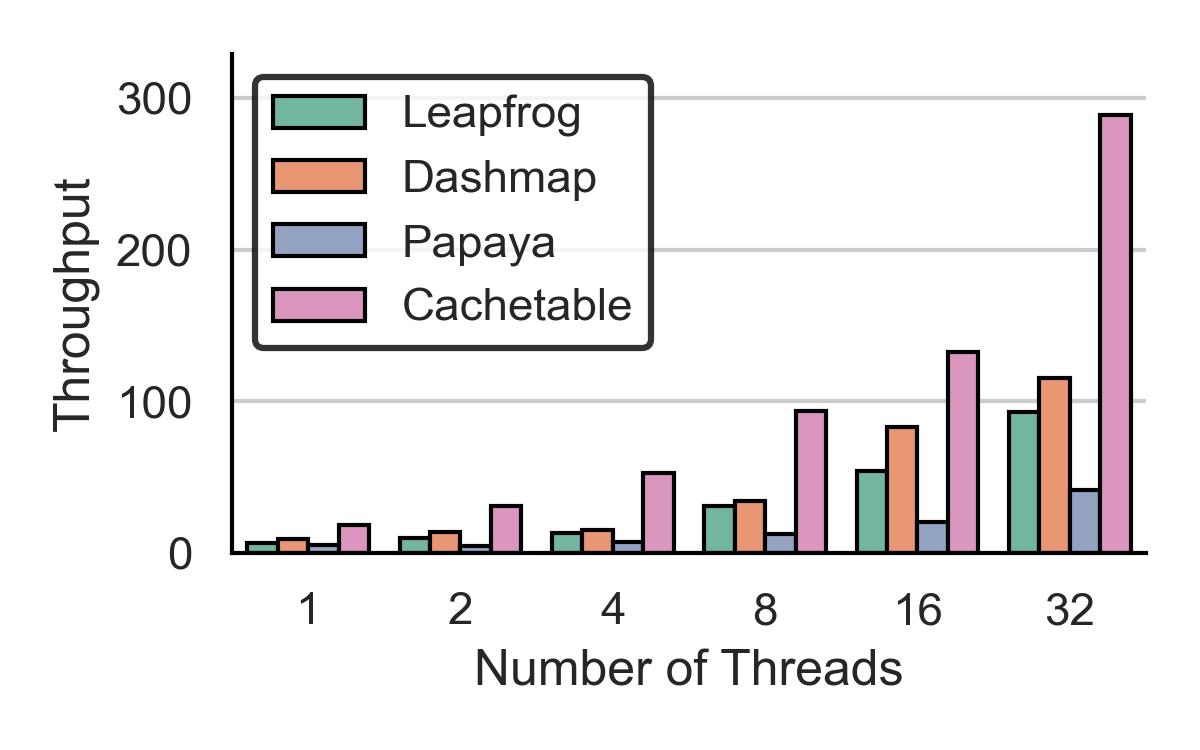 300
200
100
0
Throughput
Leapfrog
Dashmap
Papaya
Cachetable
1 2 4 8 16 32
Number of Threads